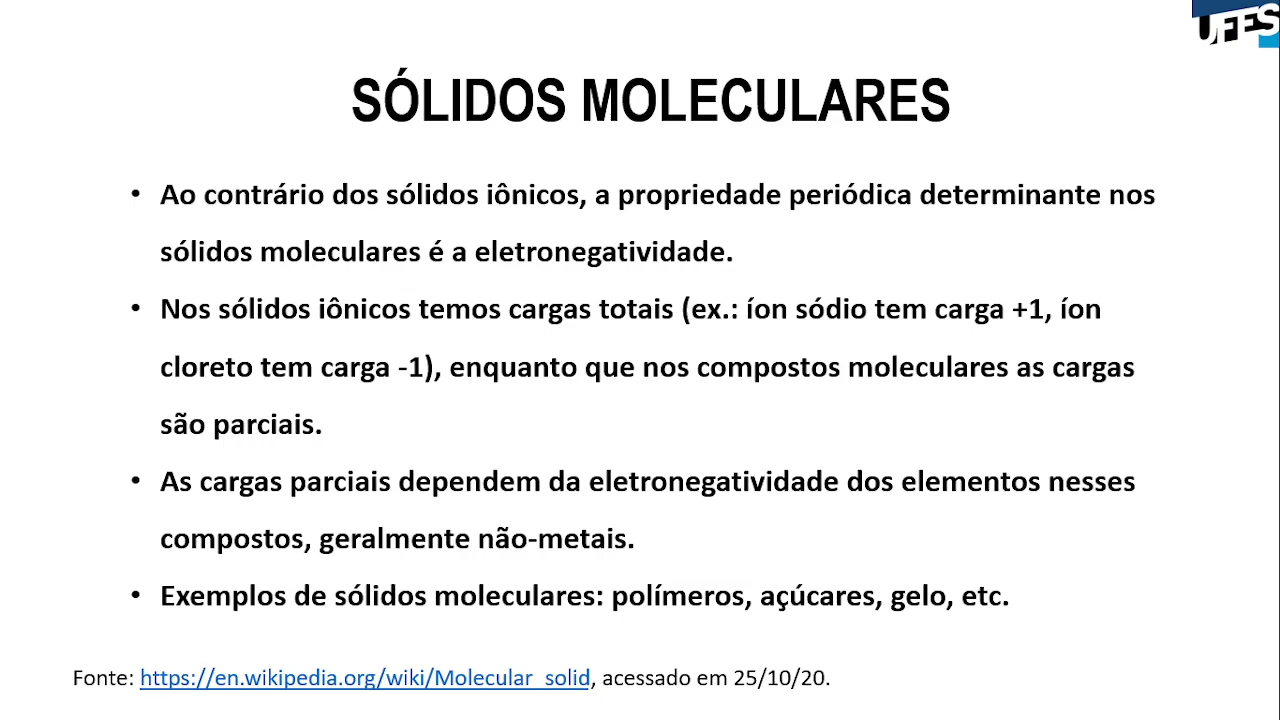 UFES
SÓLIDOS MOLECULARES
• Ao contrário dos sólidos iônicos, a propriedade periódica determinante nos
sólidos moleculares é a eletronegatividade.
• Nos sólidos iônicos temos cargas totais (ex.: íon sódio tem carga +1, íon
cloreto tem carga -1), enquanto que nos compostos moleculares as cargas
são parciais.
• As cargas parciais dependem da eletronegatividade dos elementos nesses
compostos, geralmente não-metais.
• Exemplos de sólidos moleculares: polímeros, açúcares, gelo, etc.
Fonte: https://en.wikipedia.org/wiki/Molecular_solid, acessado em 25/10/20.